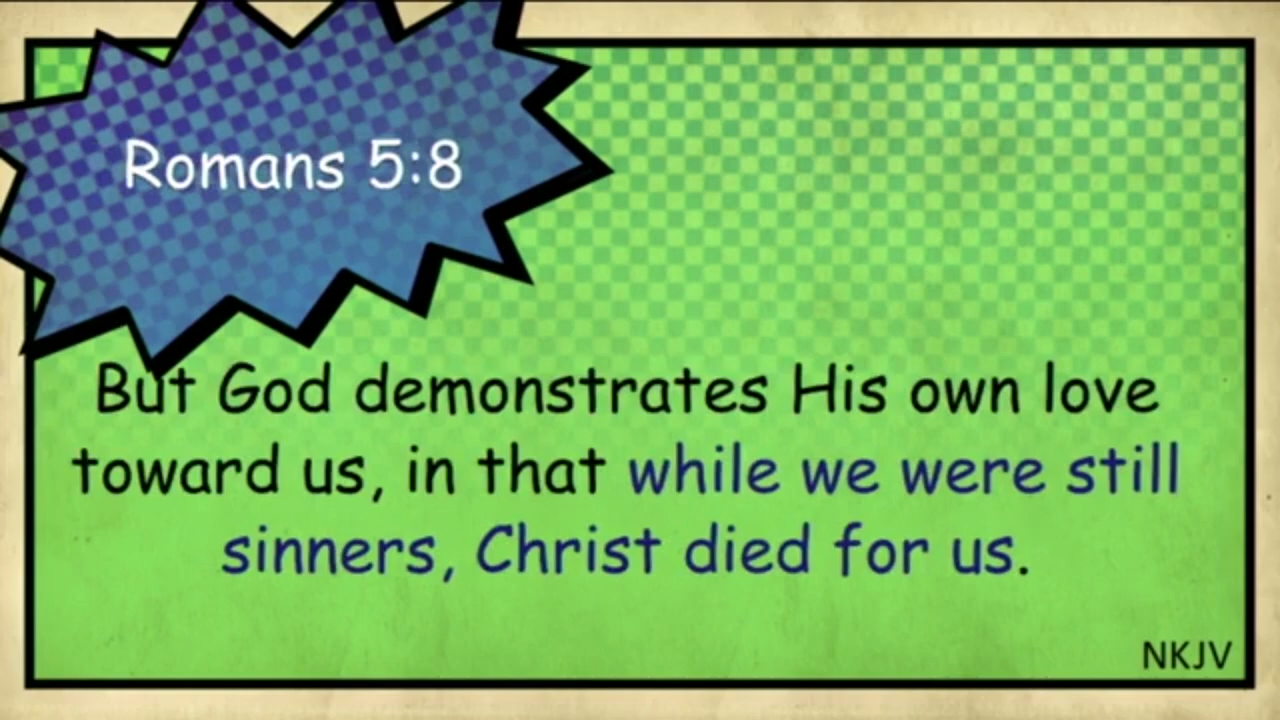 Romans 5:8
But God demonstrates His own love
toward us, in that while we were still
sinners, Christ died for us.
NKJV